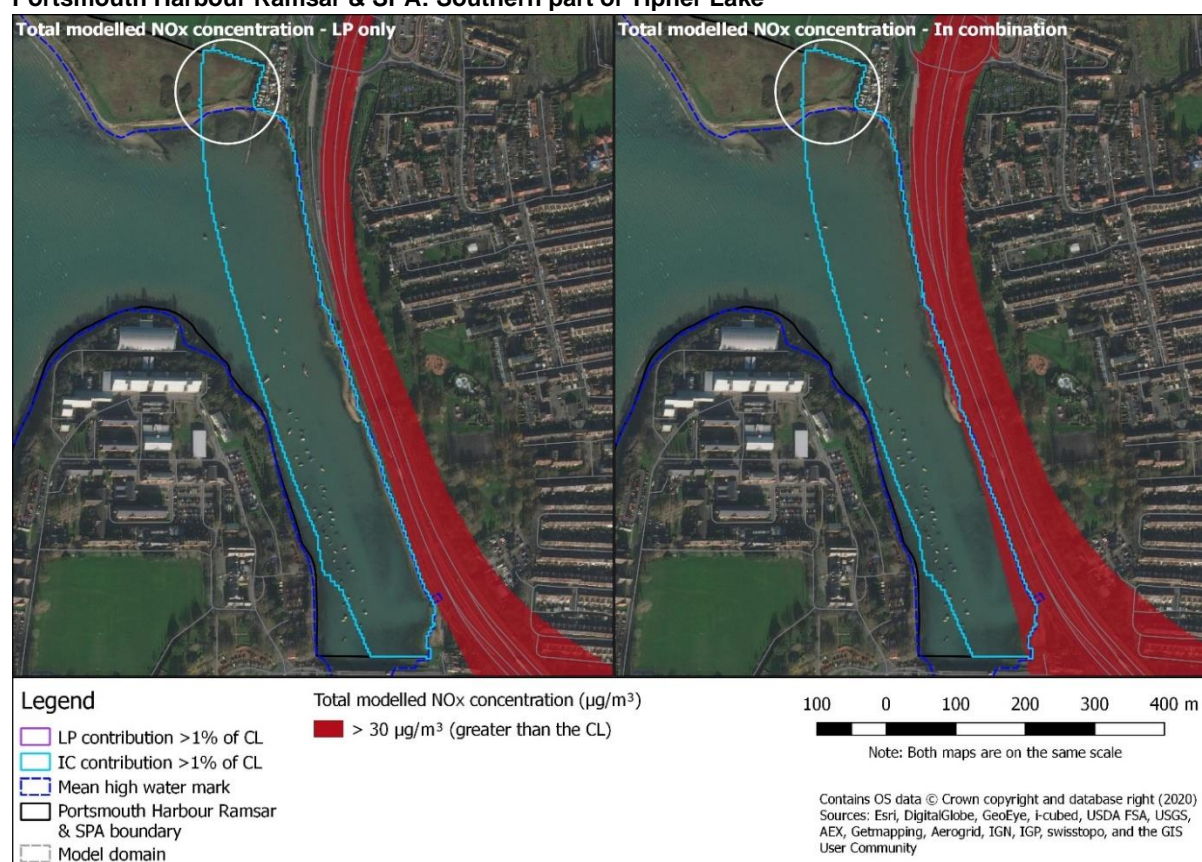 Portsmouth Harbour Ramsar & SPA: Southern part of Tipner Lake
Total modelled NOx concentration - LP only
Total modelled NOx concentration - In combination
Legend
LP contribution >1% of CL
IC contribution >1% of CL
Mean high water mark
Portsmouth Harbour Ramsar
& SPA boundary
Model domain
Total modelled NOx concentration (µg/m³)
> 30 µg/m³ (greater than the CL)
100 0 100 200 300 400 m
Note: Both maps are on the same scale
Contains OS data © Crown copyright and database right (2020)
Sources: Esri, DigitalGlobe, GeoEye, i-cubed, USDA FSA, USGS,
AEX, Getmapping, Aerogrid, IGN, IGP, swisstopo, and the GIS
User Community